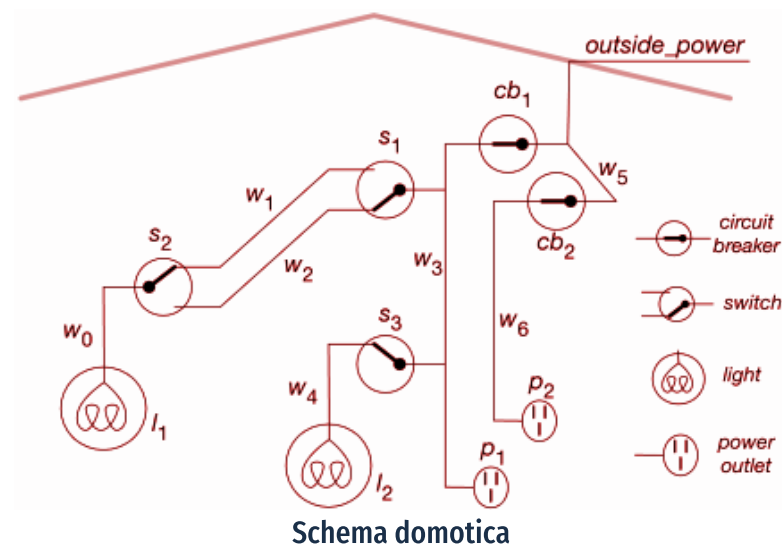 outside_power
cb1
s1
w5
w1
cb2
s2
w2
w3
circuit
breaker
switch
s3
w6
w0
w4
light
p2
l1
p1
power
outlet
l2
Schema domotica